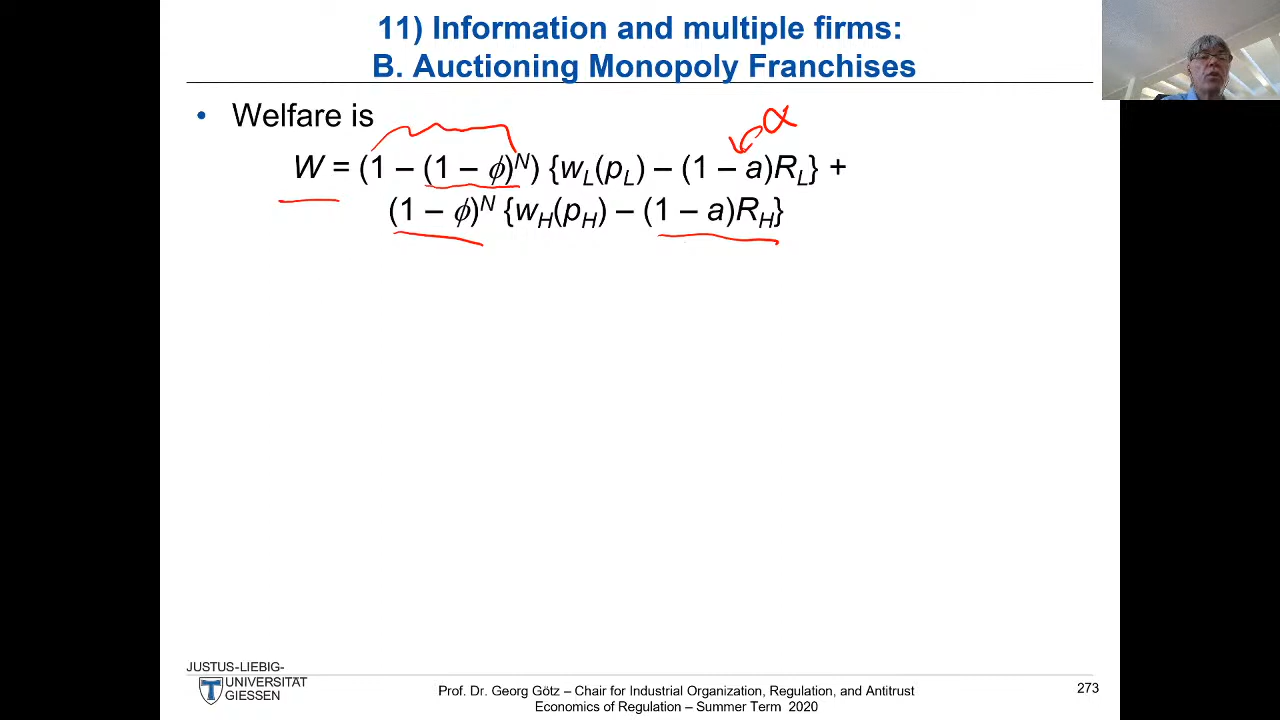 11) Information and multiple firms:
B. Auctioning Monopoly Franchises
• Welfare is
α
W = (1 – (1 – ϕ)^N) {w_L(p_L) – (1 – a)R_L} +
(1 – ϕ)^N {w_H(p_H) – (1 – a)R_H}
JUSTUS-LIEBIG-
UNIVERSITAT
GIESSEN
Prof. Dr. Georg Götz – Chair for Industrial Organization, Regulation, and Antitrust
Economics of Regulation – Summer Term 2020
273